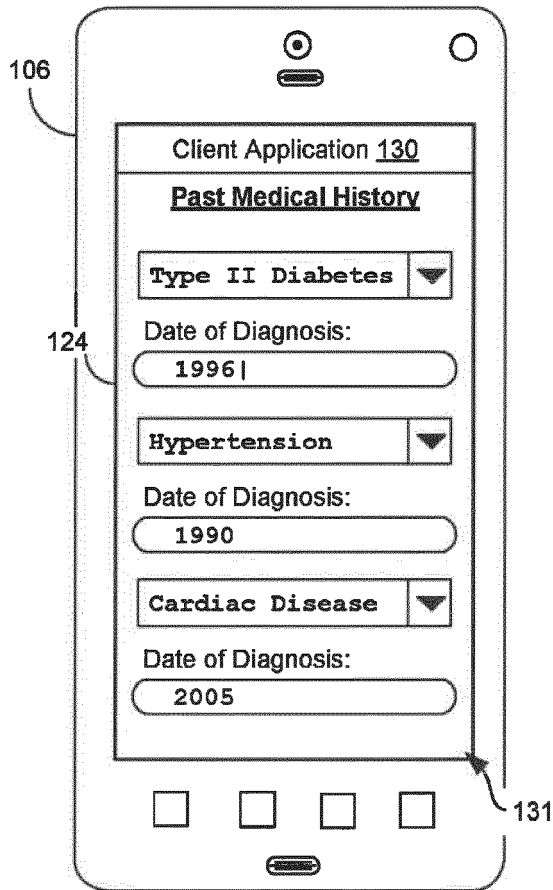 106
Client Application 130
Past Medical History
Type II Diabetes
124
Date of Diagnosis:
1996|
Hypertension
Date of Diagnosis:
1990
Cardiac Disease
Date of Diagnosis:
2005
131